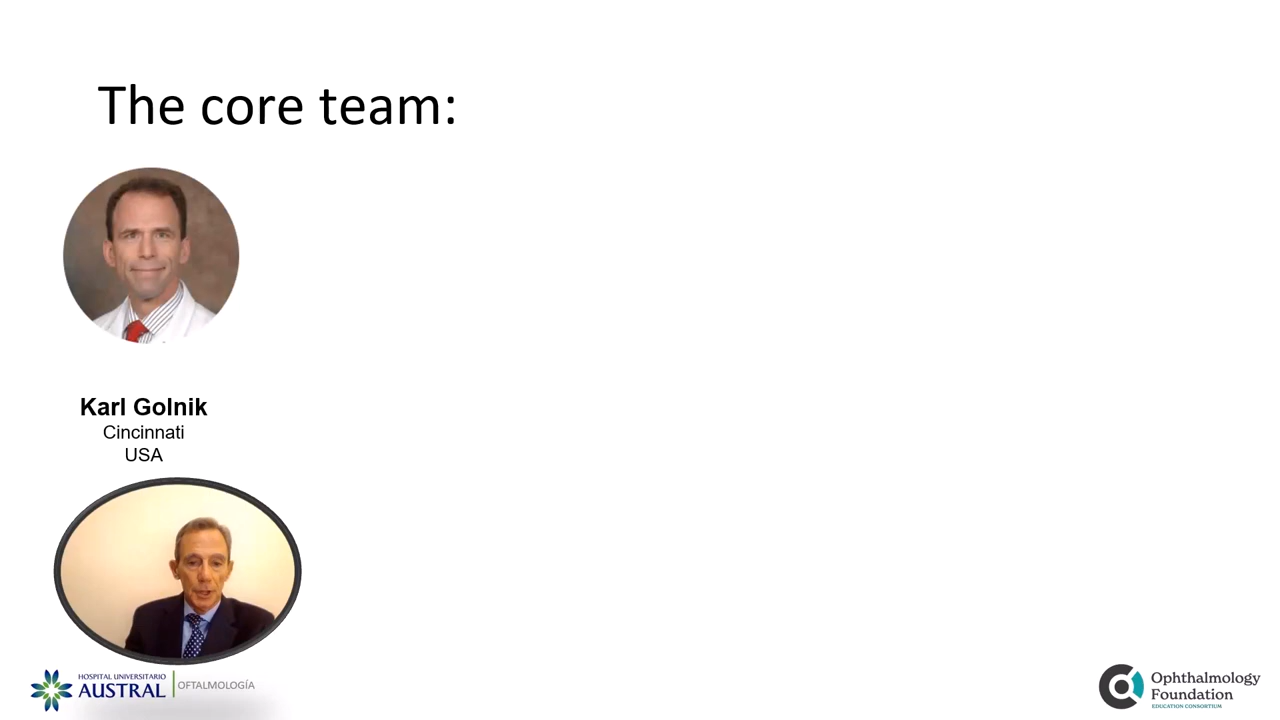 The core team:
Karl Golnik
Cincinnati
USA
HOSPITAL UNIVERSITARIO
AUSTRAL
OFTALMOLOGÍA
Ophthalmology
Foundation
EDUCATION CONSORTIUM